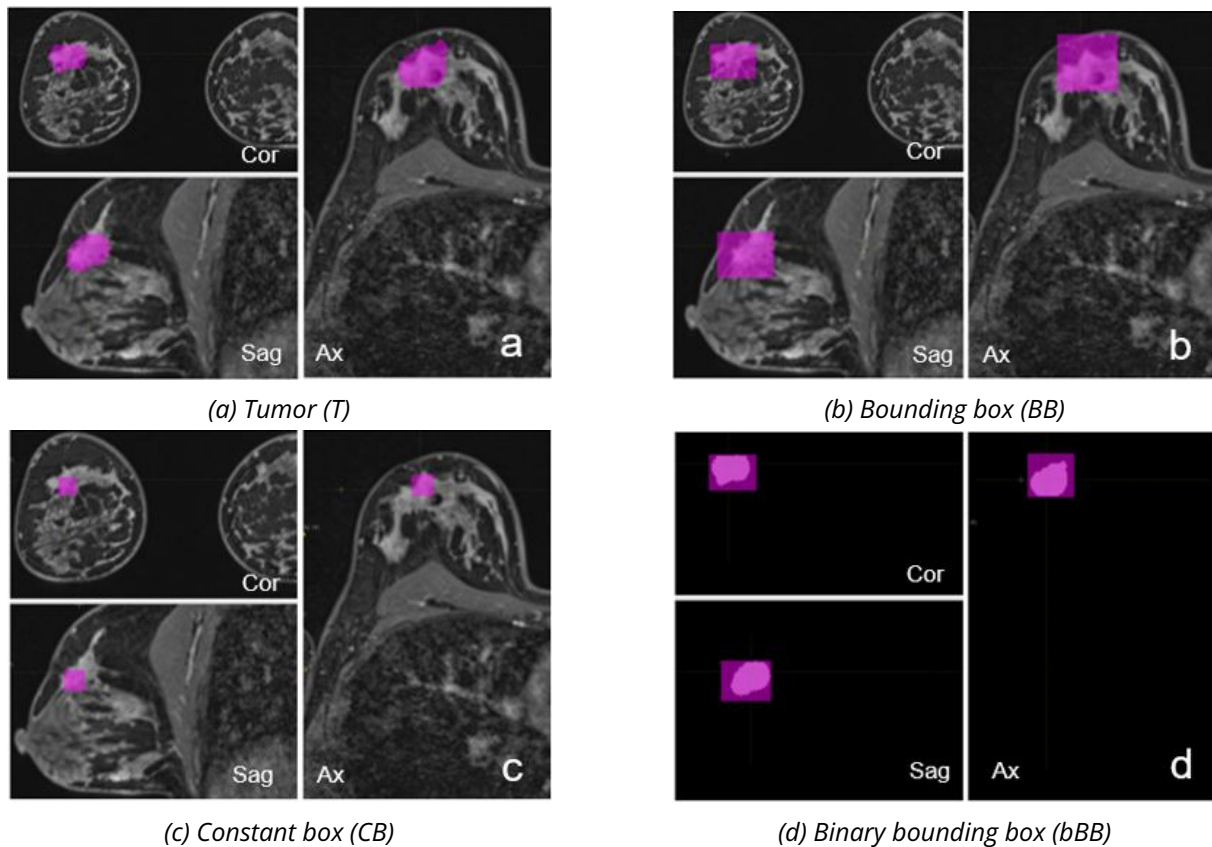 Cor
Sag
Ax
a
(a) Tumor (T)
Cor
Sag
Ax
b
(b) Bounding box (BB)
Cor
Sag
Ax
c
(c) Constant box (CB)
Cor
Sag
Ax
d
(d) Binary bounding box (bBB)